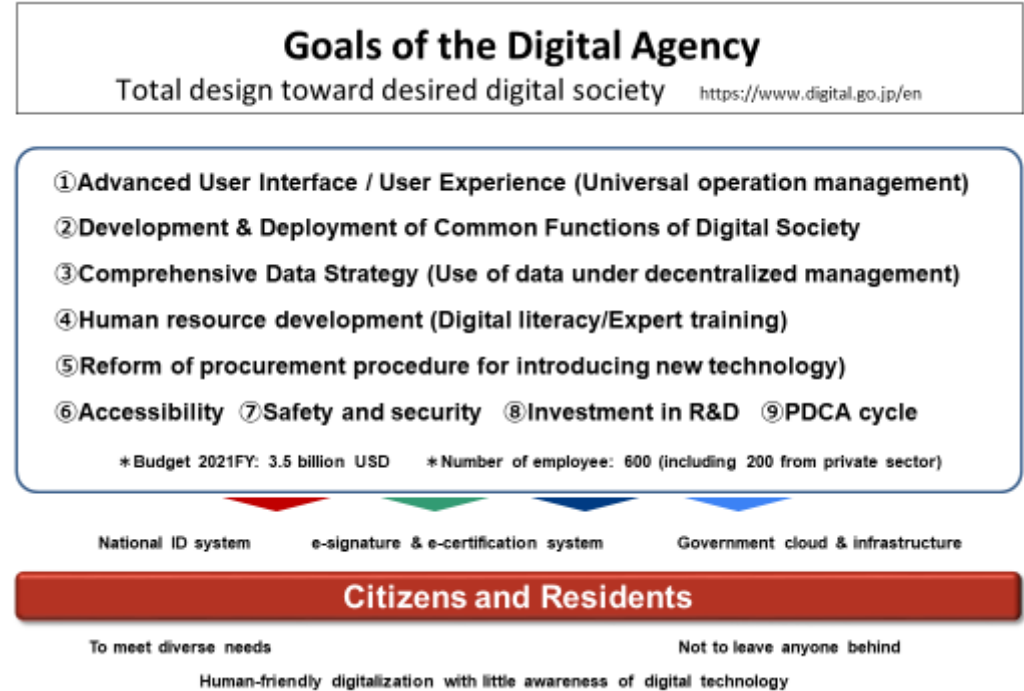 Goals of the Digital Agency
Total design toward desired digital society https://www.digital.go.jp/en
①Advanced User Interface / User Experience (Universal operation management)
②Development & Deployment of Common Functions of Digital Society
③Comprehensive Data Strategy (Use of data under decentralized management)
④Human resource development (Digital literacy/Expert training)
⑤Reform of procurement procedure for introducing new technology)
⑥Accessibility ⑦Safety and security ⑧Investment in R&D ⑨PDCA cycle
＊Budget 2021FY: 3.5 billion USD ＊Number of employee: 600 (including 200 from private sector)
National ID system e-signature & e-certification system Government cloud & infrastructure
Citizens and Residents
To meet diverse needs Not to leave anyone behind
Human-friendly digitalization with little awareness of digital technology